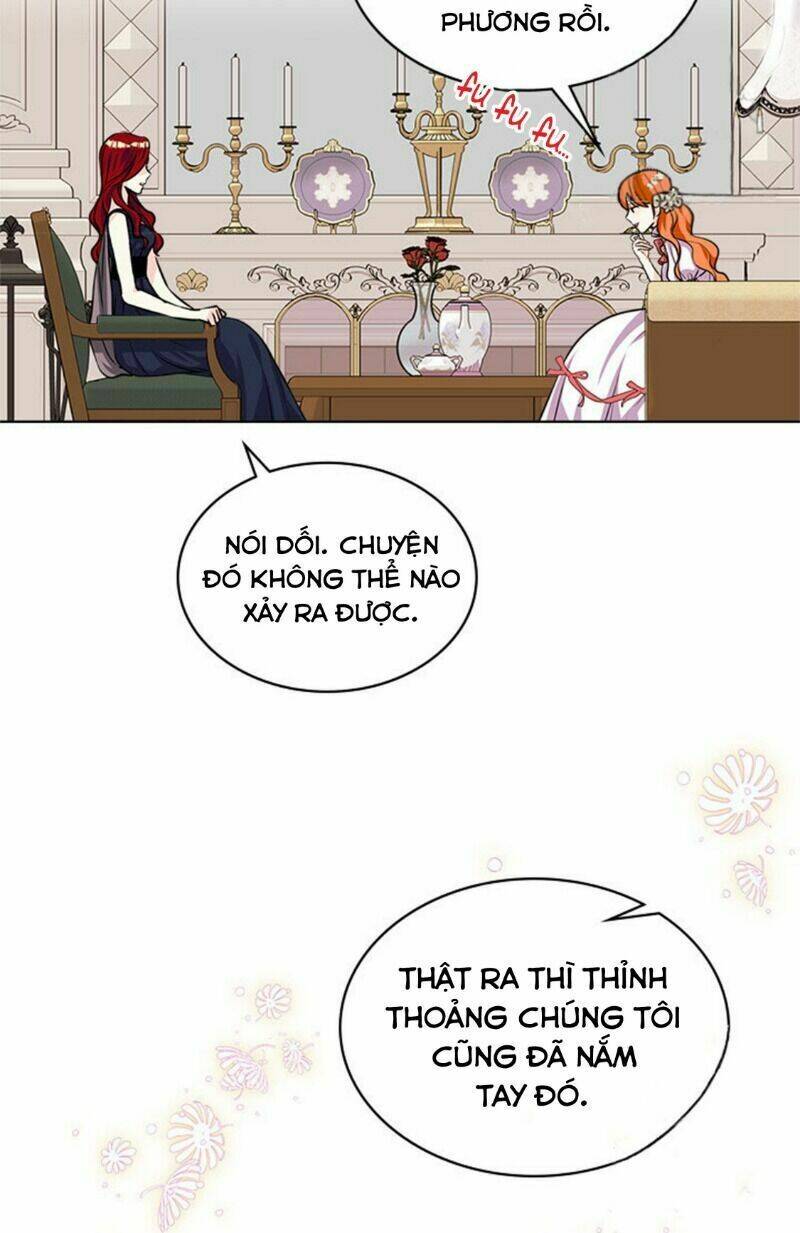 PHƯƠNG RỒI.
fu fu fu...
NÓI DỐI. CHUYỆN
ĐÓ KHÔNG THỂ NÀO
XẢY RA ĐƯỢC.
THẬT RA THÌ THỈNH
THOẢNG CHÚNG TÔI
CŨNG ĐÃ NẮM
TAY ĐÓ.